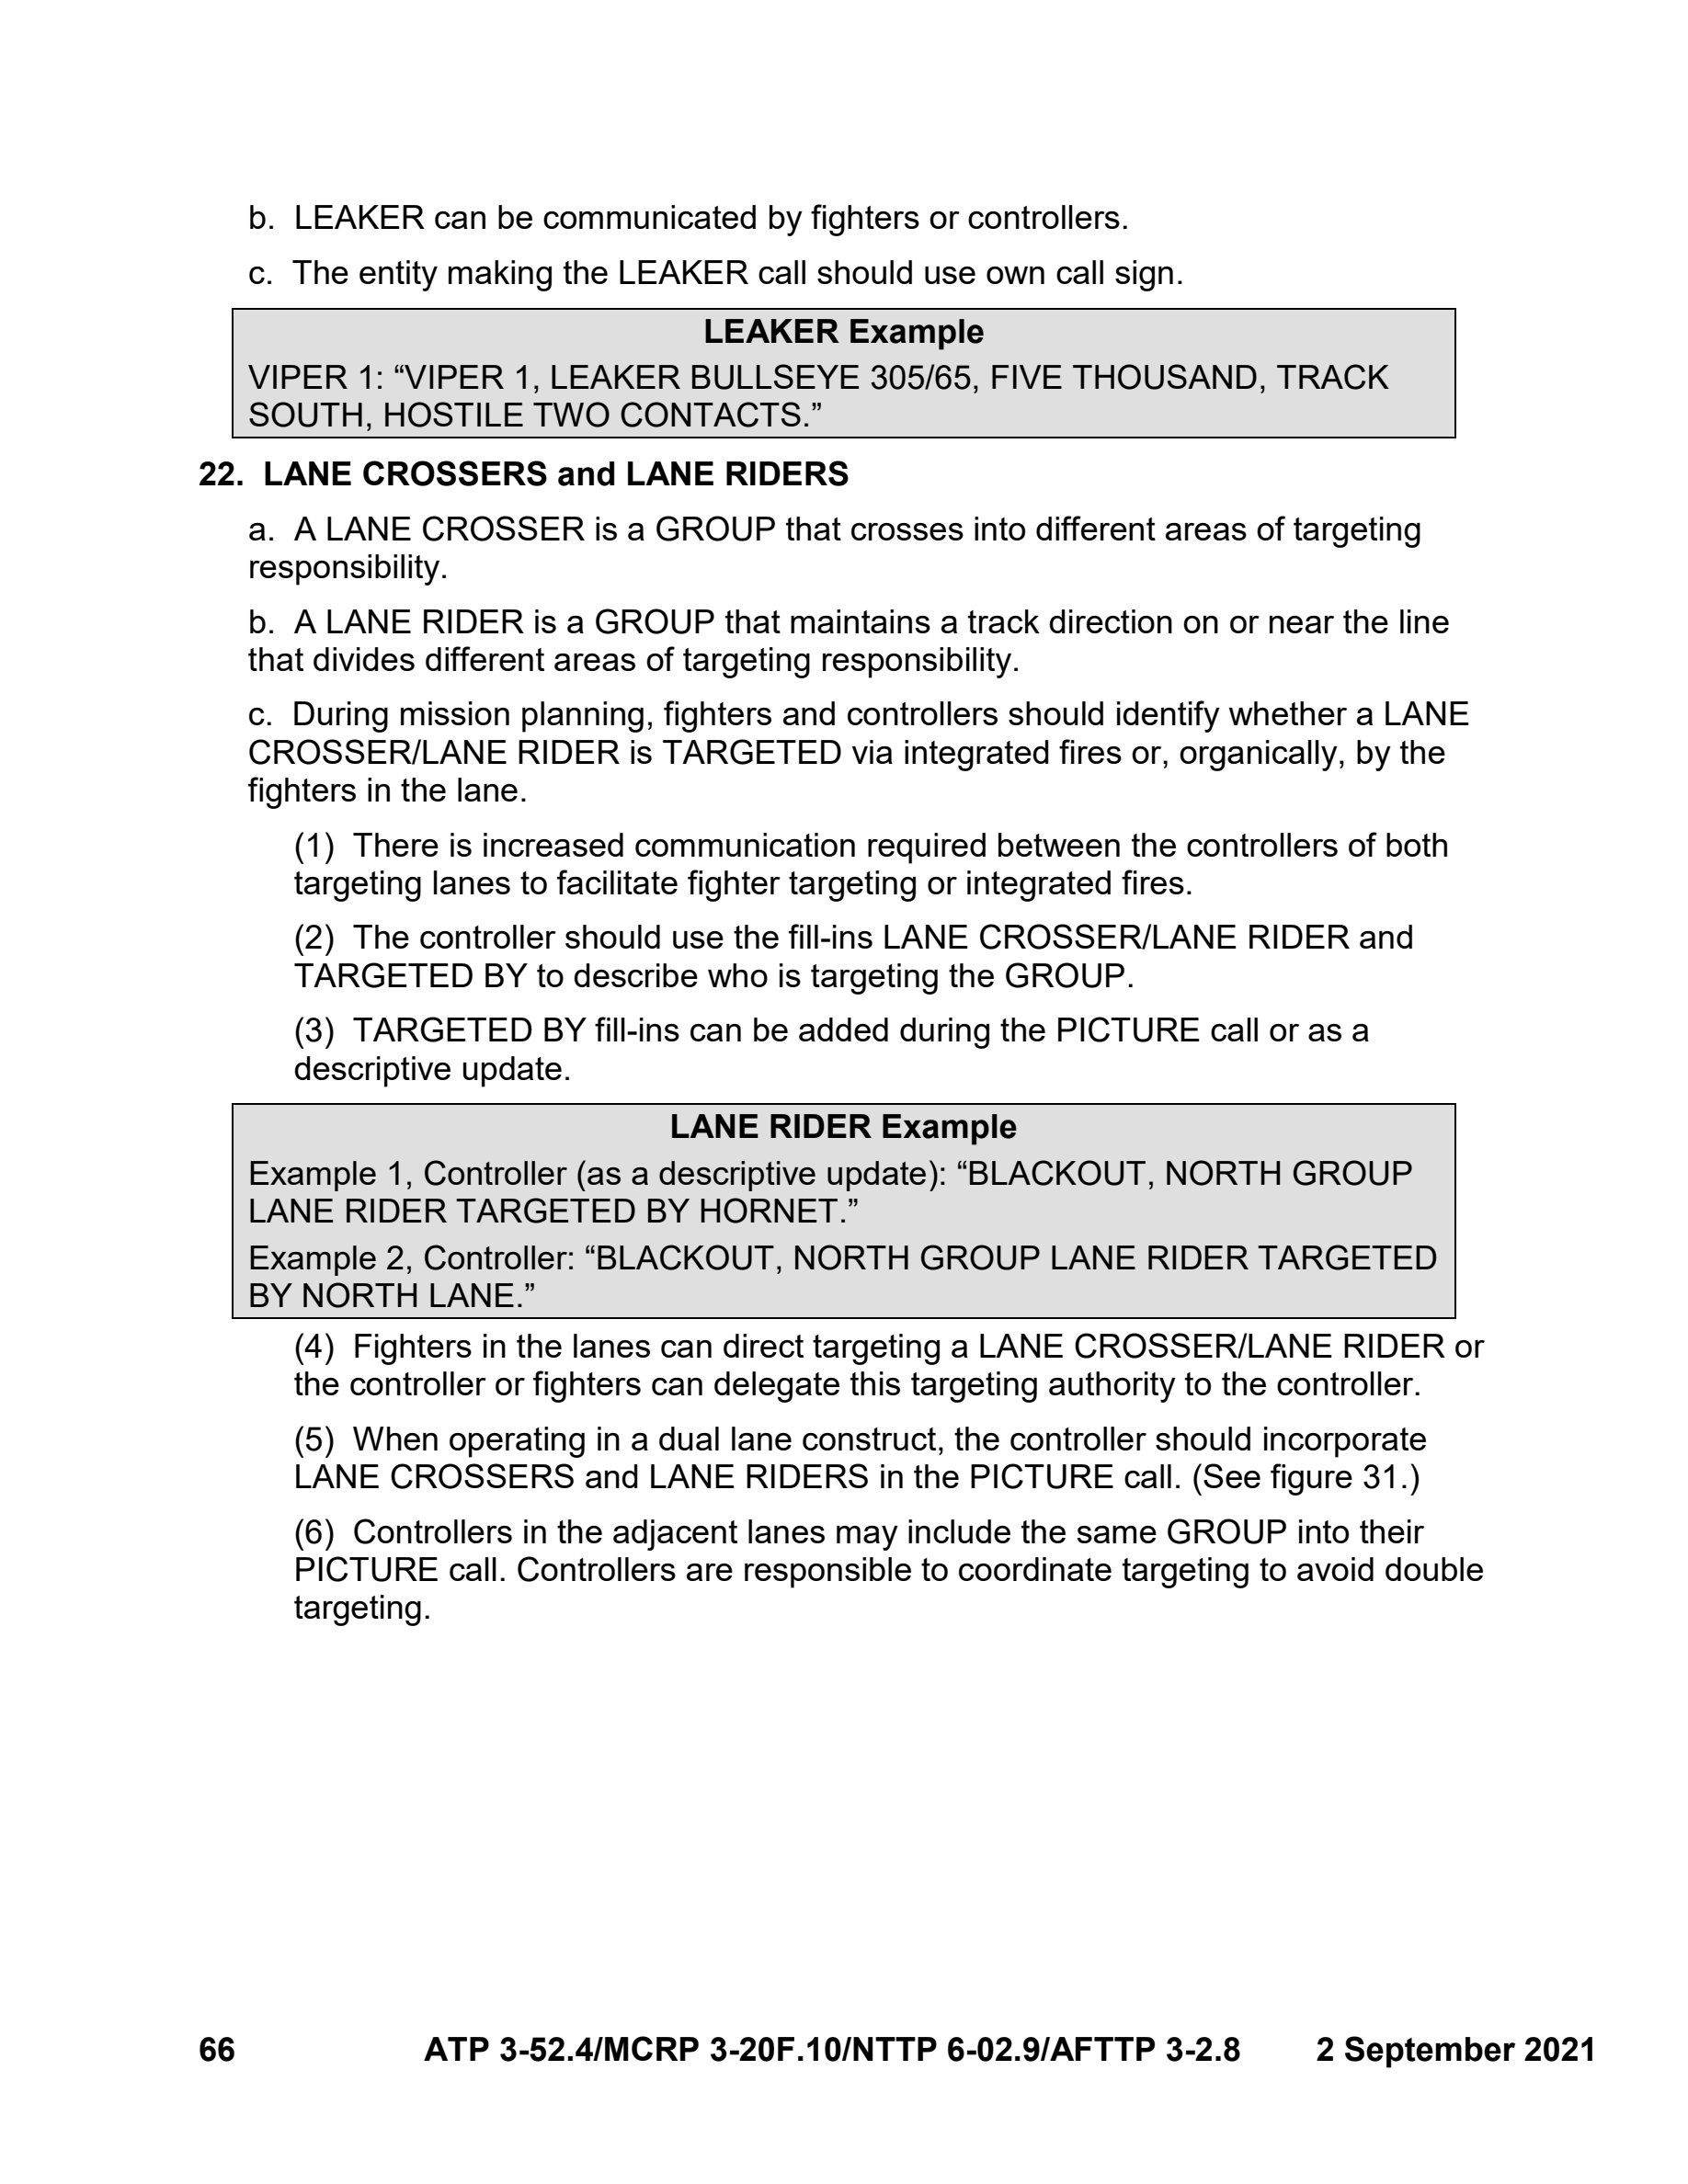 b. LEAKER can be communicated by fighters or controllers.
c. The entity making the LEAKER call should use own call sign.
LEAKER Example
VIPER 1: “VIPER 1, LEAKER BULLSEYE 305/65, FIVE THOUSAND, TRACK
SOUTH, HOSTILE TWO CONTACTS.”
22. LANE CROSSERS and LANE RIDERS
a. A LANE CROSSER is a GROUP that crosses into different areas of targeting
responsibility.
b. A LANE RIDER is a GROUP that maintains a track direction on or near the line
that divides different areas of targeting responsibility.
c. During mission planning, fighters and controllers should identify whether a LANE
CROSSER/LANE RIDER is TARGETED via integrated fires or, organically, by the
fighters in the lane.
(1) There is increased communication required between the controllers of both
targeting lanes to facilitate fighter targeting or integrated fires.
(2) The controller should use the fill-ins LANE CROSSER/LANE RIDER and
TARGETED BY to describe who is targeting the GROUP.
(3) TARGETED BY fill-ins can be added during the PICTURE call or as a
descriptive update.
LANE RIDER Example
Example 1, Controller (as a descriptive update): “BLACKOUT, NORTH GROUP
LANE RIDER TARGETED BY HORNET.”
Example 2, Controller: “BLACKOUT, NORTH GROUP LANE RIDER TARGETED
BY NORTH LANE.”
(4) Fighters in the lanes can direct targeting a LANE CROSSER/LANE RIDER or
the controller or fighters can delegate this targeting authority to the controller.
(5) When operating in a dual lane construct, the controller should incorporate
LANE CROSSERS and LANE RIDERS in the PICTURE call. (See figure 31.)
(6) Controllers in the adjacent lanes may include the same GROUP into their
PICTURE call. Controllers are responsible to coordinate targeting to avoid double
targeting.
66 ATP 3-52.4/MCRP 3-20F.10/NTTP 6-02.9/AFTTP 3-2.8 2 September 2021